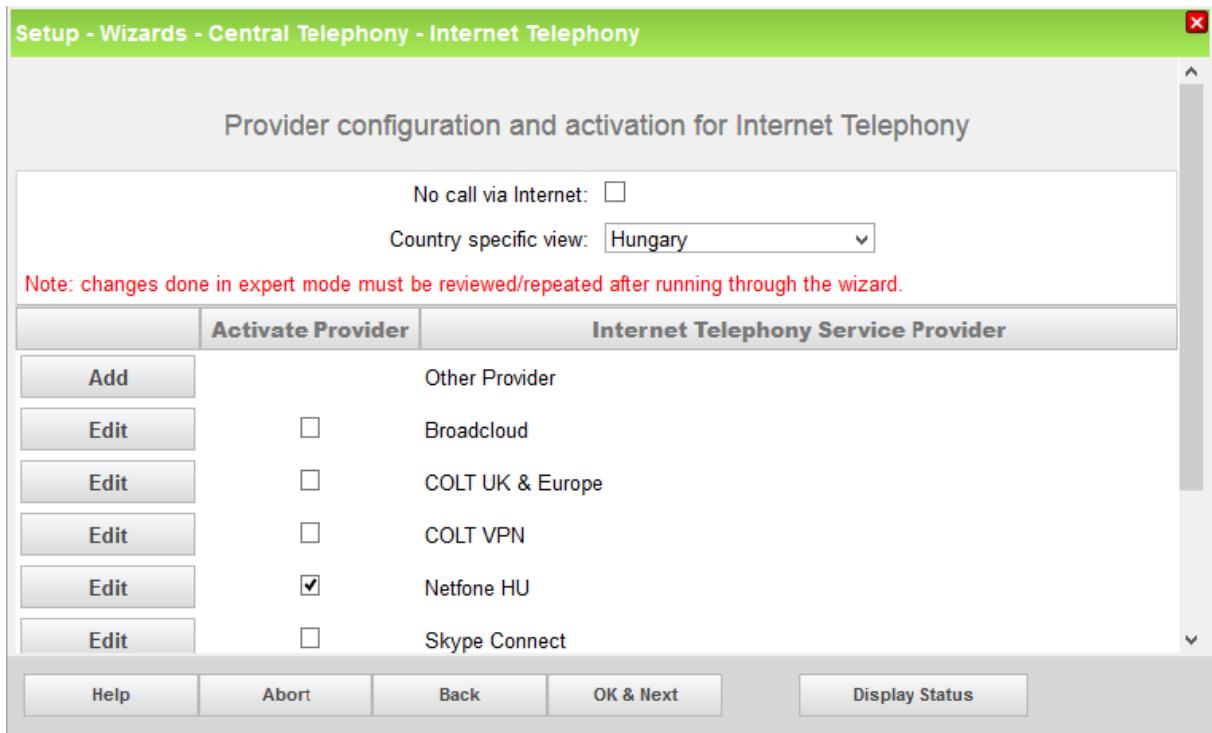 Setup - Wizards - Central Telephony - Internet Telephony
Provider configuration and activation for Internet Telephony
No call via Internet:
Country specific view: Hungary
Note: changes done in expert mode must be reviewed/repeated after running through the wizard.
Activate Provider Internet Telephony Service Provider
Add Other Provider
Edit Broadcloud
Edit COLT UK & Europe
Edit COLT VPN
Edit Netfone HU
Edit Skype Connect
Help Abort Back OK & Next Display Status